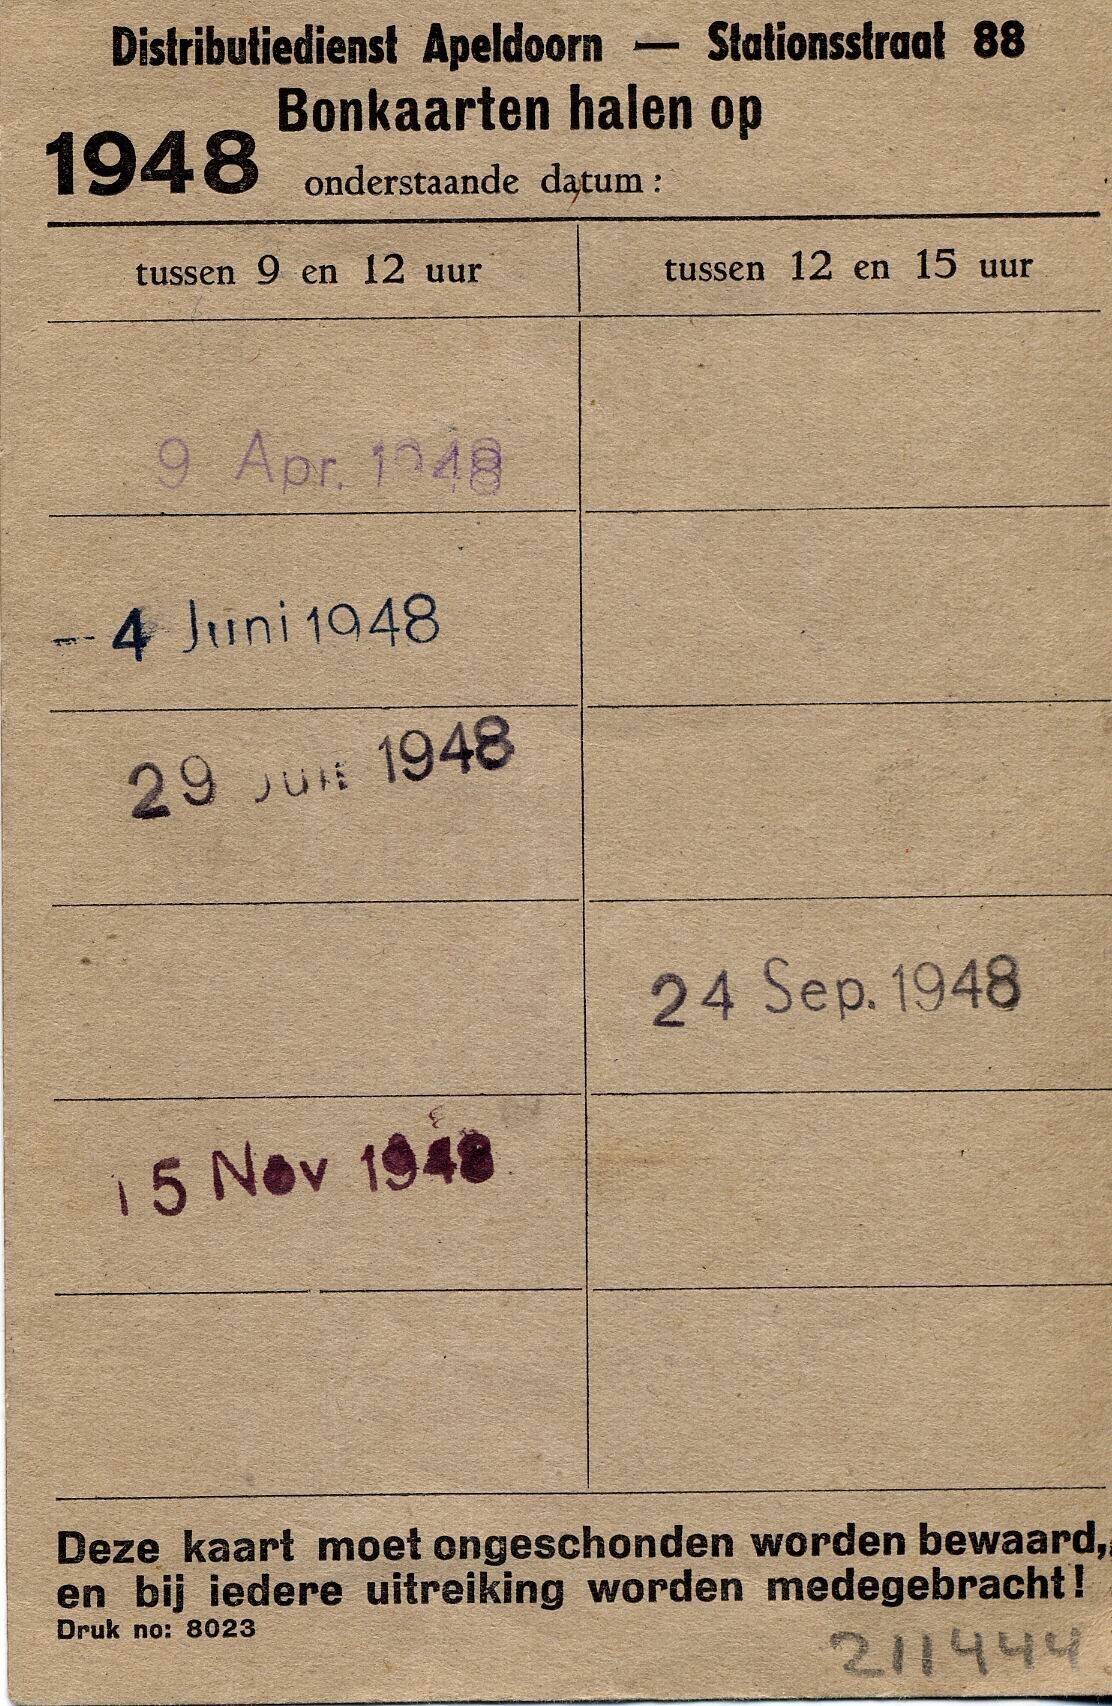 Distributiedienst Apeldoorn — Stationsstraat 88
Bonkaarten halen op
1948 onderstaande datum:
tussen 9 en 12 uur
tussen 12 en 15 uur
9 Apr. 1948
-- 4 Juni 1948
29 1948
24 Sep. 1948
15 Nov 1948
Deze kaart moet ongeschonden worden bewaard,
en bij iedere uitreiking worden medegebracht!
Druk no: 8023
211444